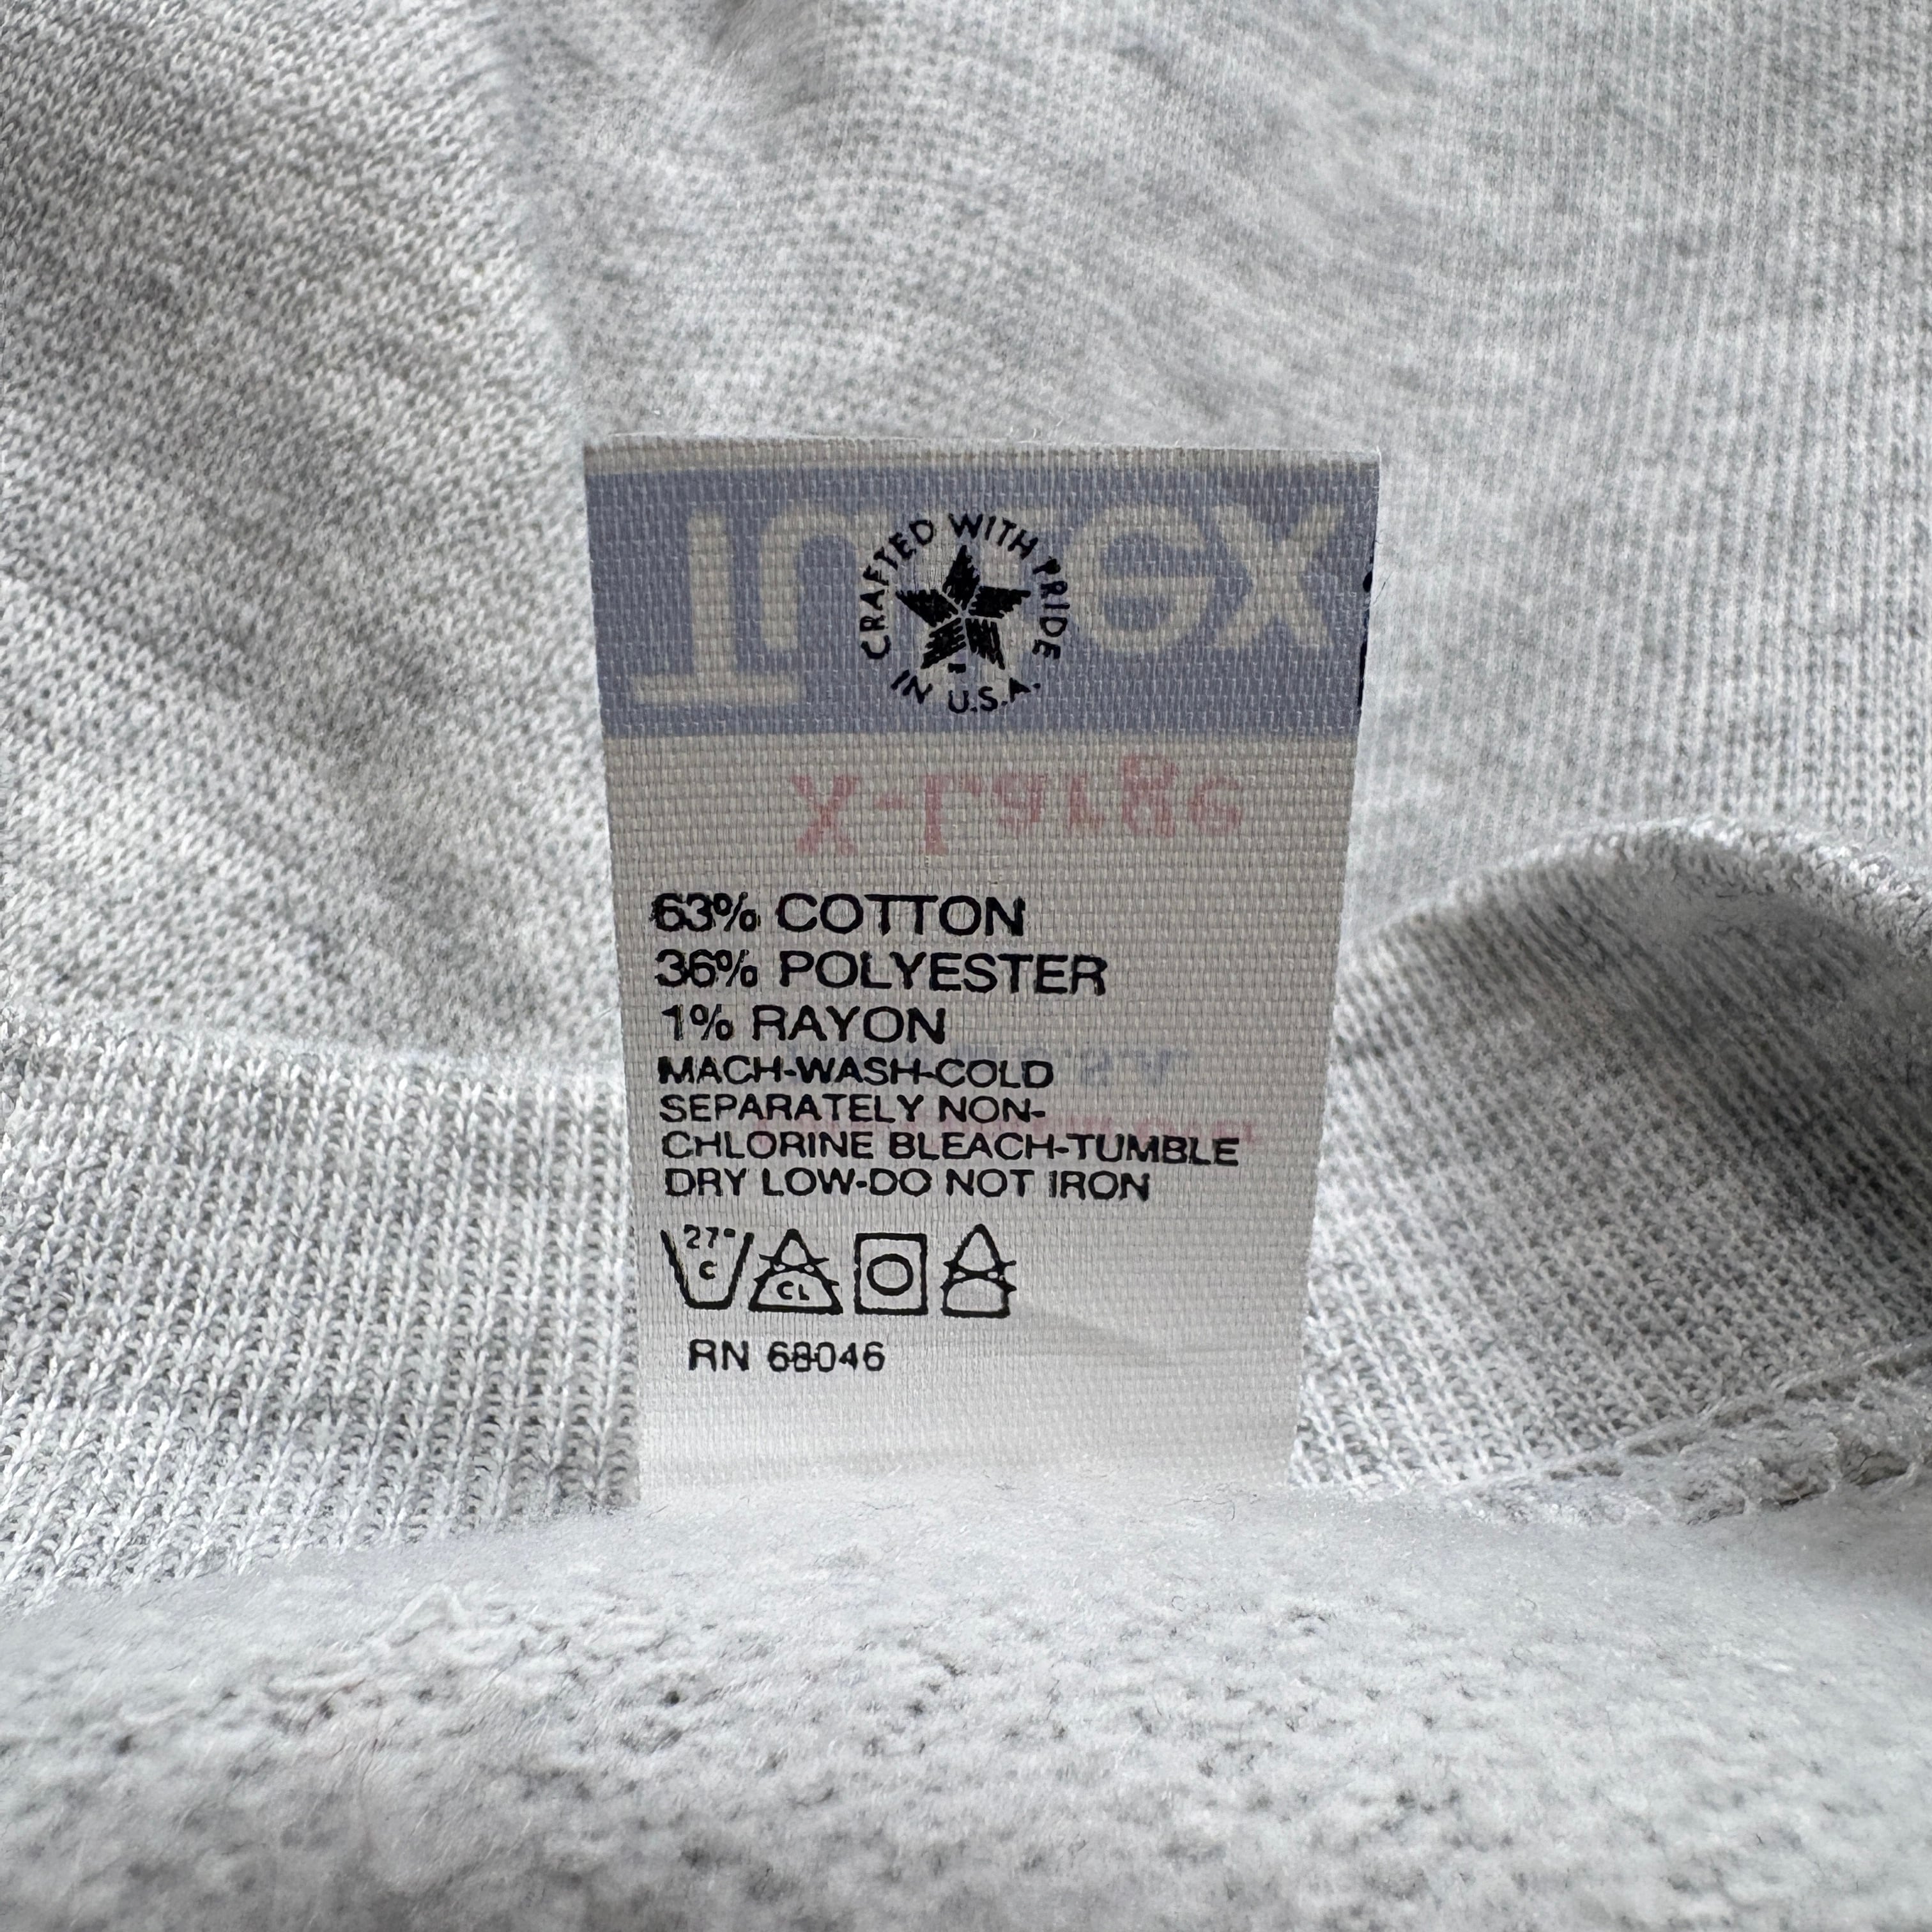 CRAFTED WITH PRIDE
IN U.S.A.
63% COTTON
36% POLYESTER
1% RAYON
MACH-WASH-COLD
SEPARATELY NON-
CHLORINE BLEACH-TUMBLE
DRY LOW-DO NOT IRON
27°
C
CL
RN 68046